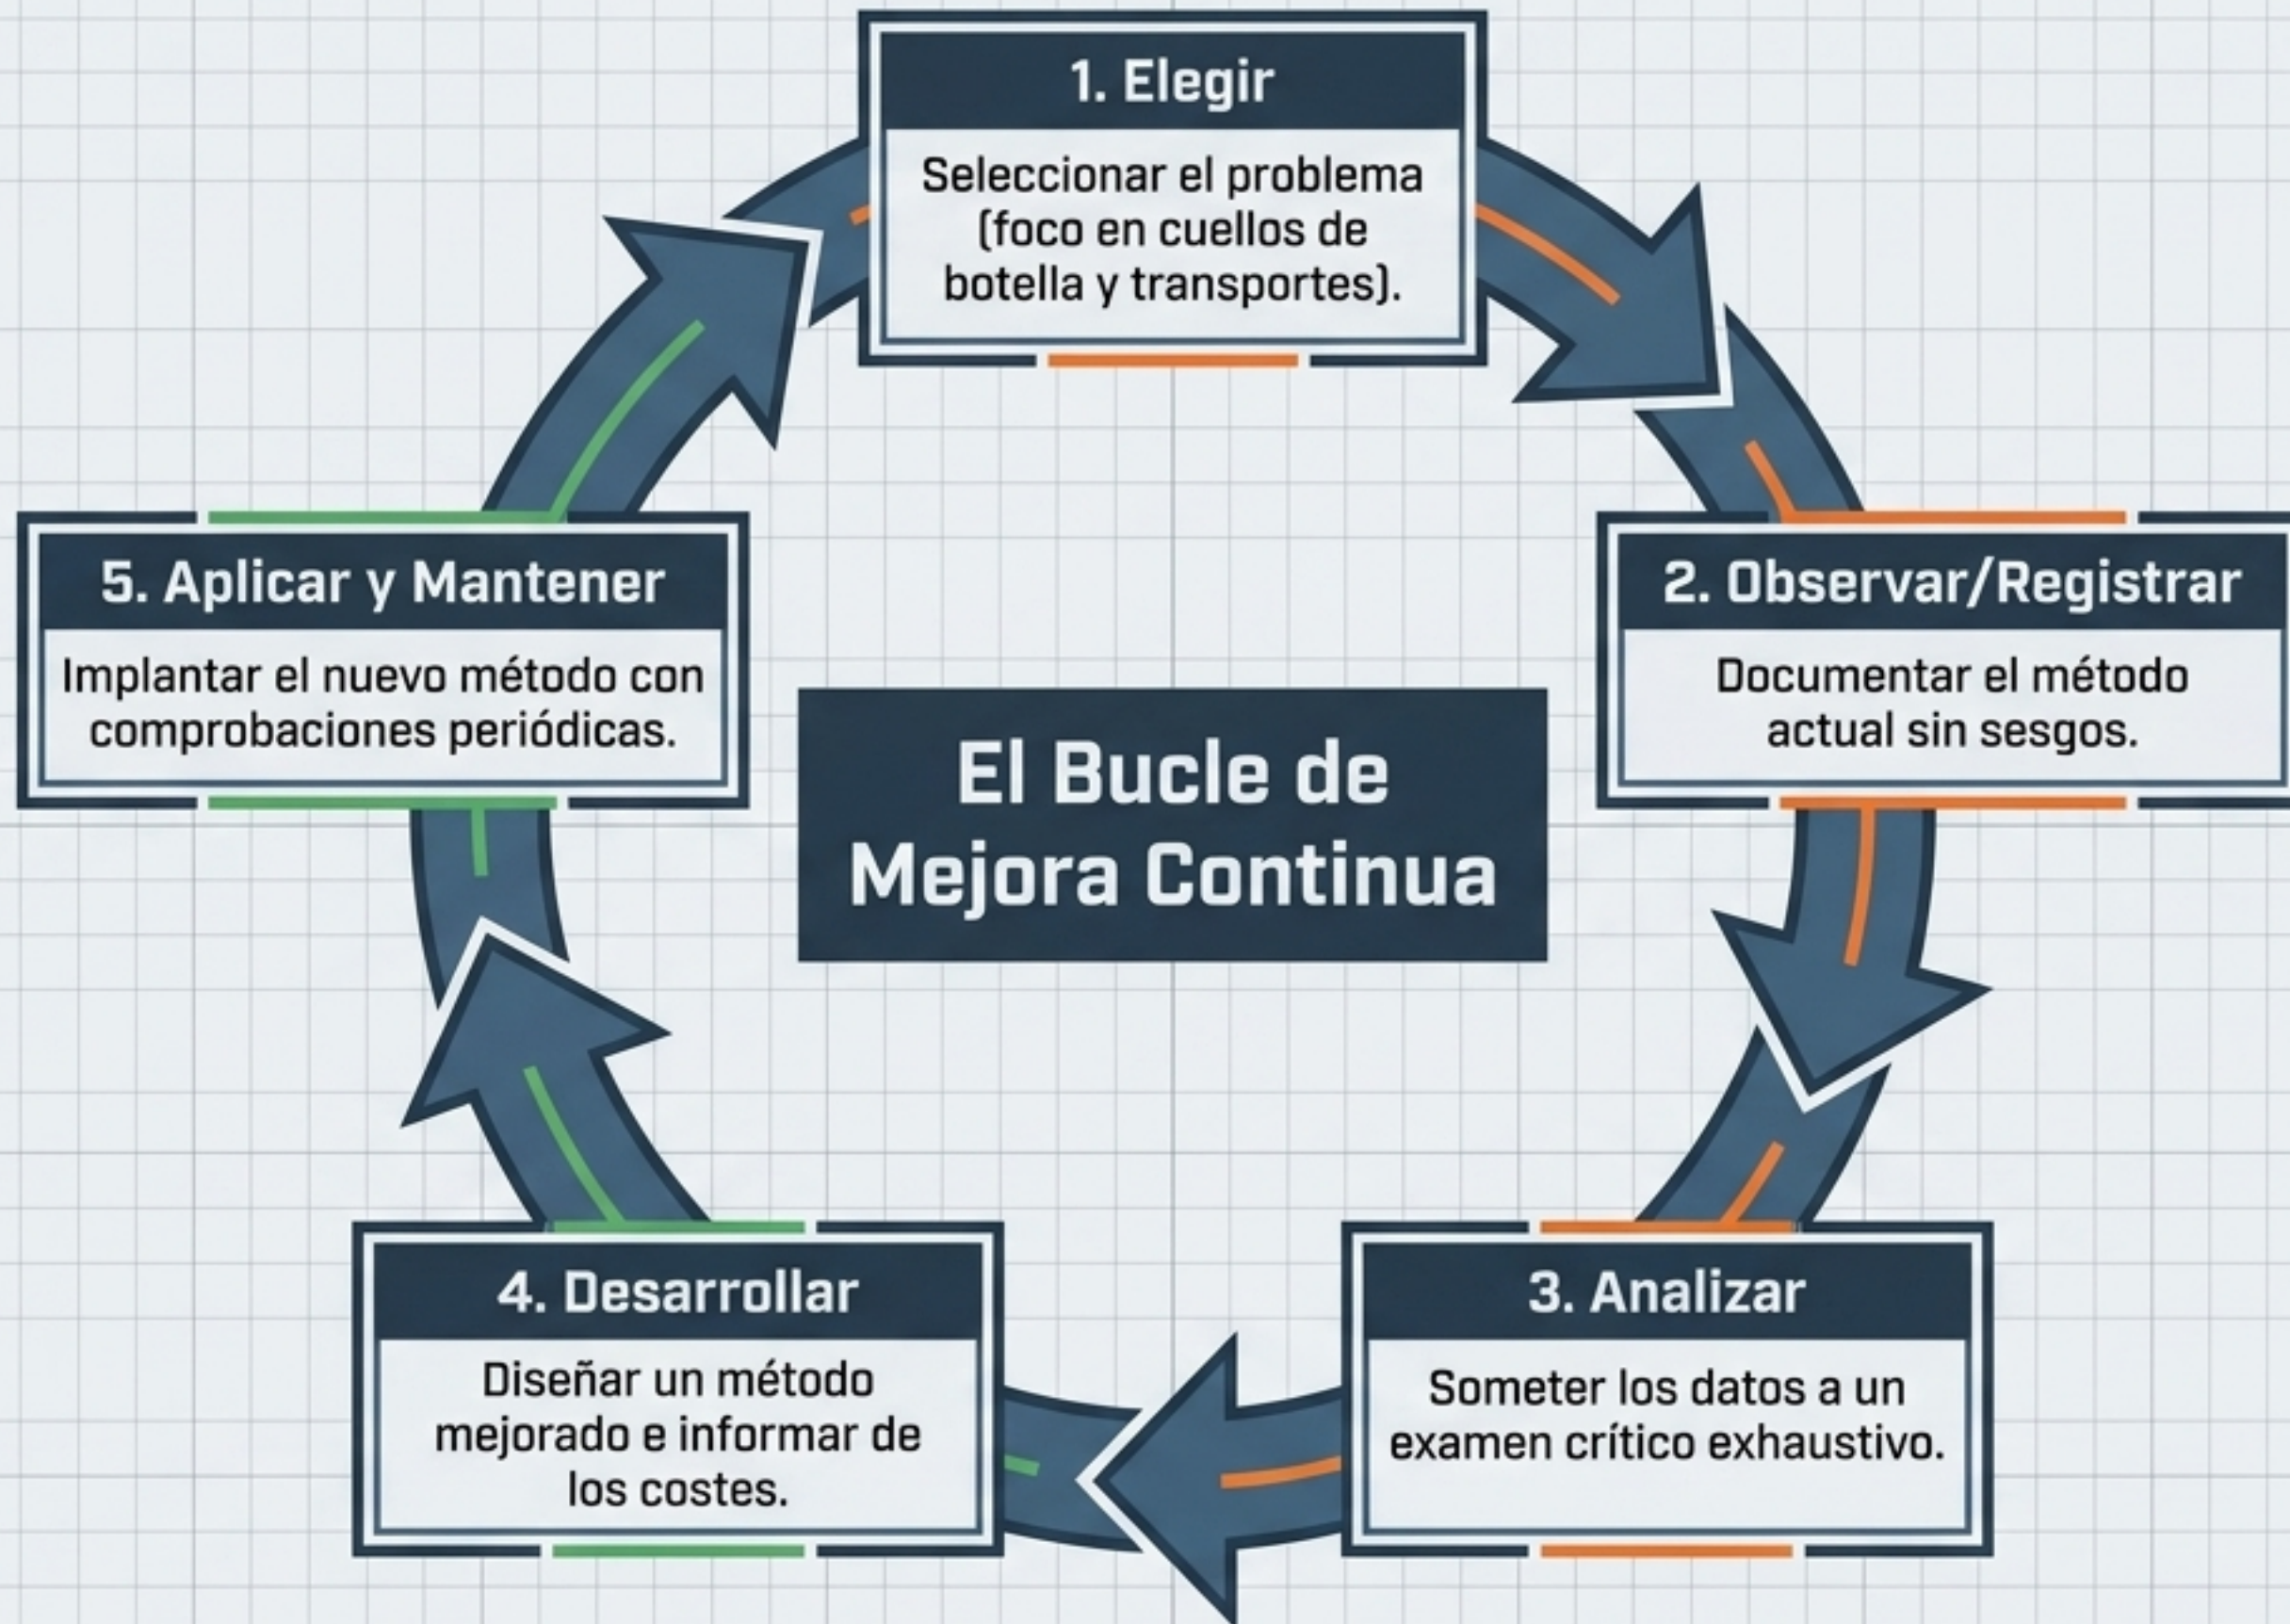 1. Elegir
Seleccionar el problema
(foco en cuellos de
botella y transportes).
2. Observar/Registrar
Documentar el método
actual sin sesgos.
3. Analizar
Someter los datos a un
examen crítico exhaustivo.
4. Desarrollar
Diseñar un método
mejorado e informar de
los costes.
5. Aplicar y Mantener
Implantar el nuevo método con
comprobaciones periódicas.
El Bucle de
Mejora Continua